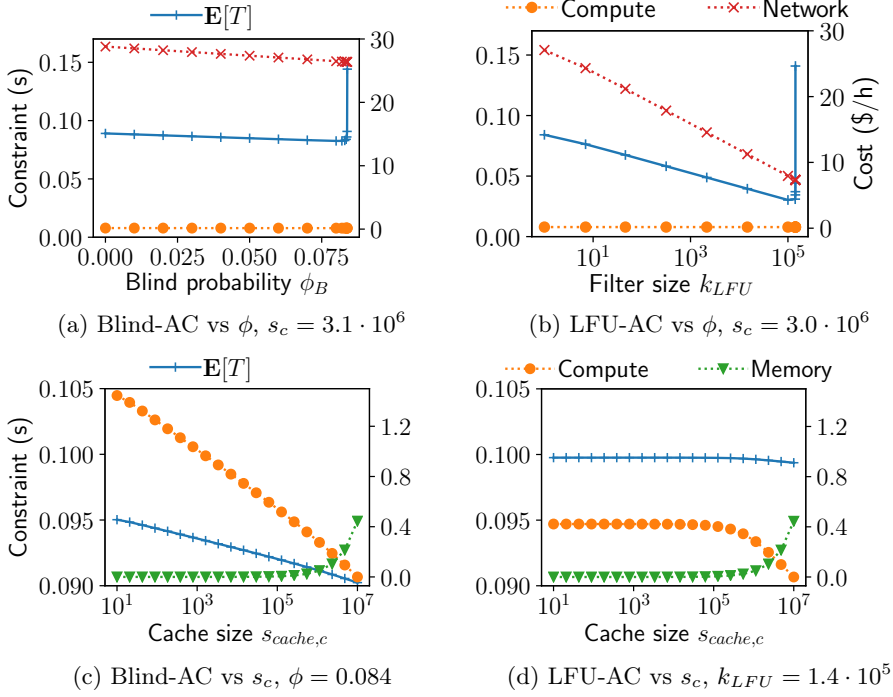 E[T]
Compute
Network
Constraint (s)
0.15
0.10
0.05
0.00
30
20
10
0
0.000 0.025 0.050 0.075
Blind probability ϕ_B
(a) Blind-AC vs ϕ, s_c = 3.1 · 10^6
0.15
0.10
0.05
0.00
30
20
10
0
Cost ($/h)
10^1 10^3 10^5
Filter size k_LFU
(b) LFU-AC vs ϕ, s_c = 3.0 · 10^6
E[T]
Compute
Memory
Constraint (s)
0.105
0.100
0.095
0.090
1.2
0.8
0.4
0.0
10^1 10^3 10^5 10^7
Cache size s_cache,c
(c) Blind-AC vs s_c, ϕ = 0.084
0.105
0.100
0.095
0.090
1.2
0.8
0.4
0.0
10^1 10^3 10^5 10^7
Cache size s_cache,c
(d) LFU-AC vs s_c, k_LFU = 1.4 · 10^5